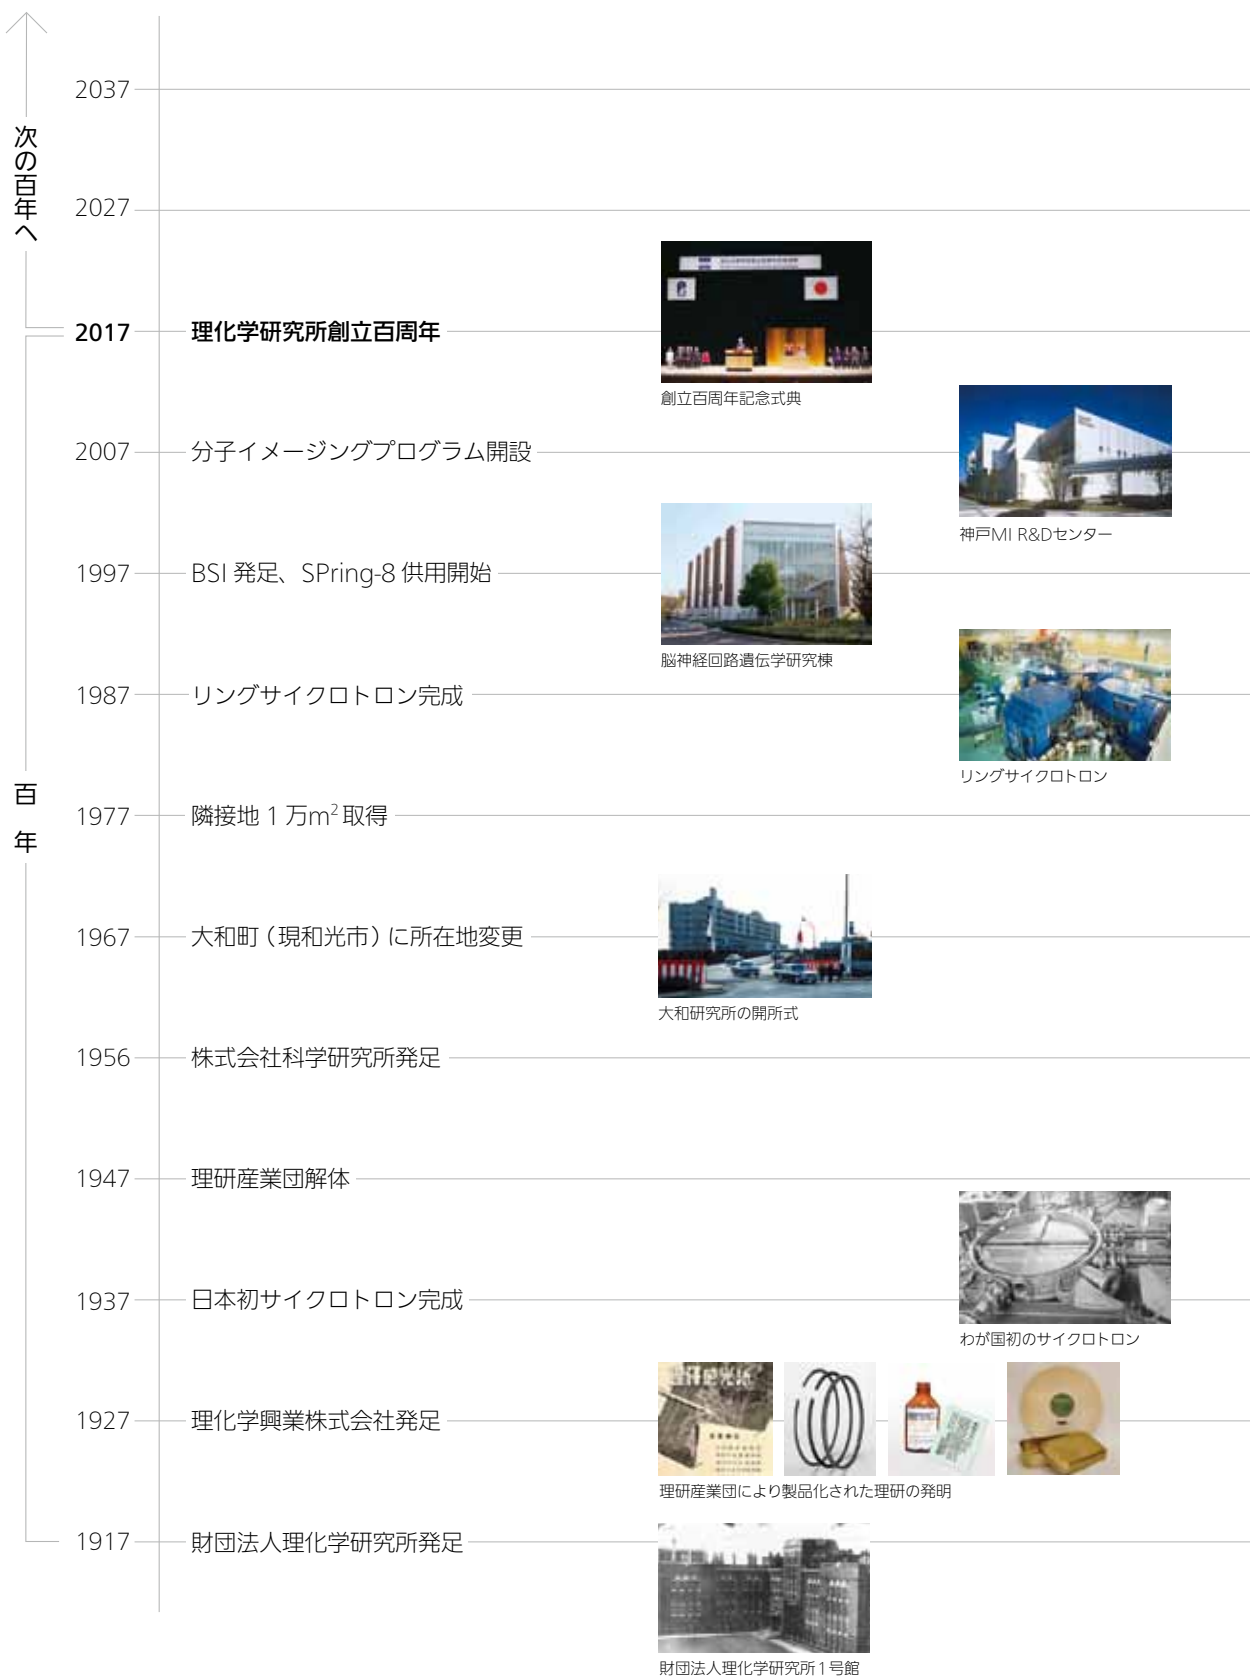 次の百年へ
2037
2027
2017 理化学研究所創立百周年
創立百周年記念式典
2007 分子イメージングプログラム開設
神戸MI R&Dセンター
1997 BSI 発足、SPring-8 供用開始
脳神経回路遺伝学研究棟
1987 リングサイクロトロン完成
リングサイクロトロン
百年
1977 隣接地 1 万m²取得
1967 大和町（現和光市）に所在地変更
大和研究所の開所式
1956 株式会社科学研究所発足
1947 理研産業団解体
1937 日本初サイクロトロン完成
わが国初のサイクロトロン
1927 理化学興業株式会社発足
理研感光紙
理研産業団により製品化された理研の発明
1917 財団法人理化学研究所発足
財団法人理化学研究所1号館